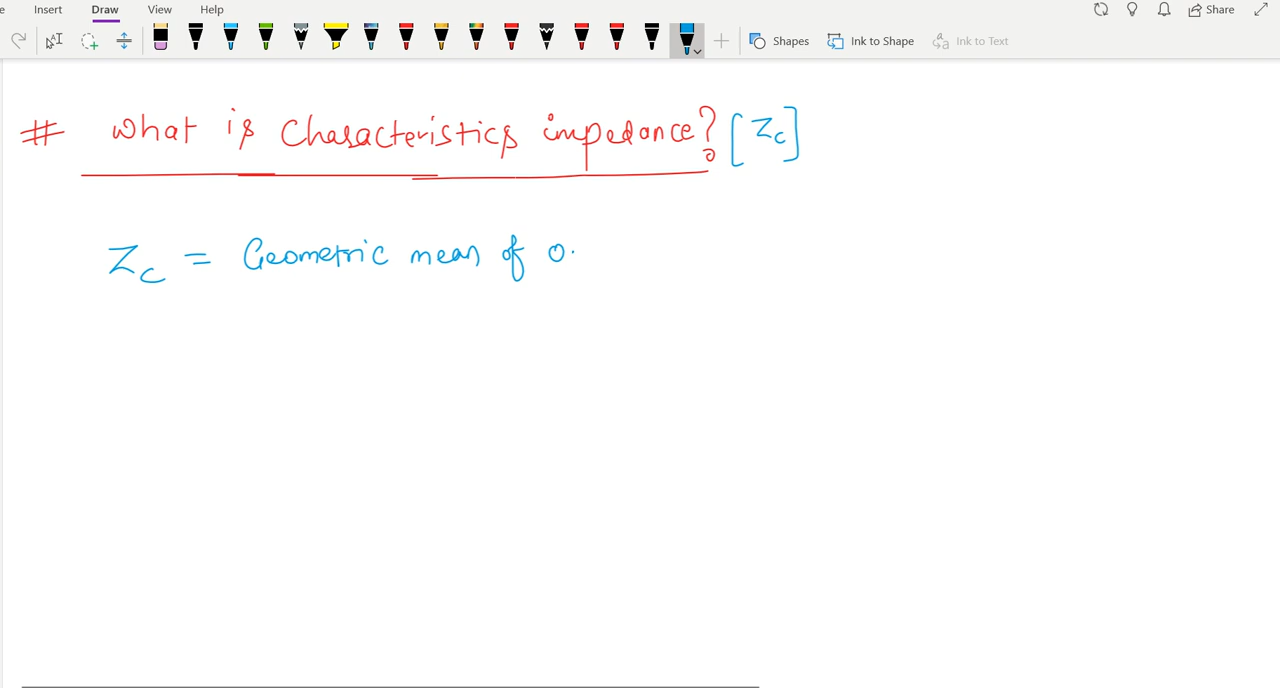 e Insert Draw View Help Share
Shapes Ink to Shape Ink to Text
# What is Characteristics impedance? [Zc]
Zc = Geometric mean of o.